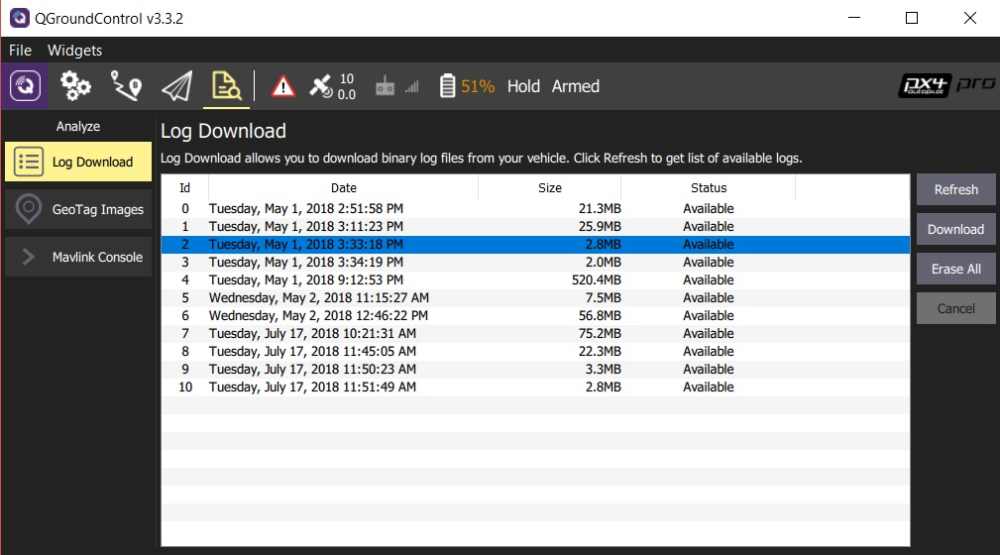 QGroundControl v3.3.2
File Widgets
10
0.0
51% Hold Armed
px4 pro
autopilot
Analyze
Log Download
GeoTag Images
Mavlink Console
Log Download
Log Download allows you to download binary log files from your vehicle. Click Refresh to get list of available logs.
Id Date Size Status
0 Tuesday, May 1, 2018 2:51:58 PM 21.3MB Available
1 Tuesday, May 1, 2018 3:11:23 PM 25.9MB Available
2 Tuesday, May 1, 2018 3:33:18 PM 2.8MB Available
3 Tuesday, May 1, 2018 3:34:19 PM 2.0MB Available
4 Tuesday, May 1, 2018 9:12:53 PM 520.4MB Available
5 Wednesday, May 2, 2018 11:15:27 AM 7.5MB Available
6 Wednesday, May 2, 2018 12:46:22 PM 56.8MB Available
7 Tuesday, July 17, 2018 10:21:31 AM 75.2MB Available
8 Tuesday, July 17, 2018 11:45:05 AM 22.3MB Available
9 Tuesday, July 17, 2018 11:50:23 AM 3.3MB Available
10 Tuesday, July 17, 2018 11:51:49 AM 2.8MB Available
Refresh
Download
Erase All
Cancel